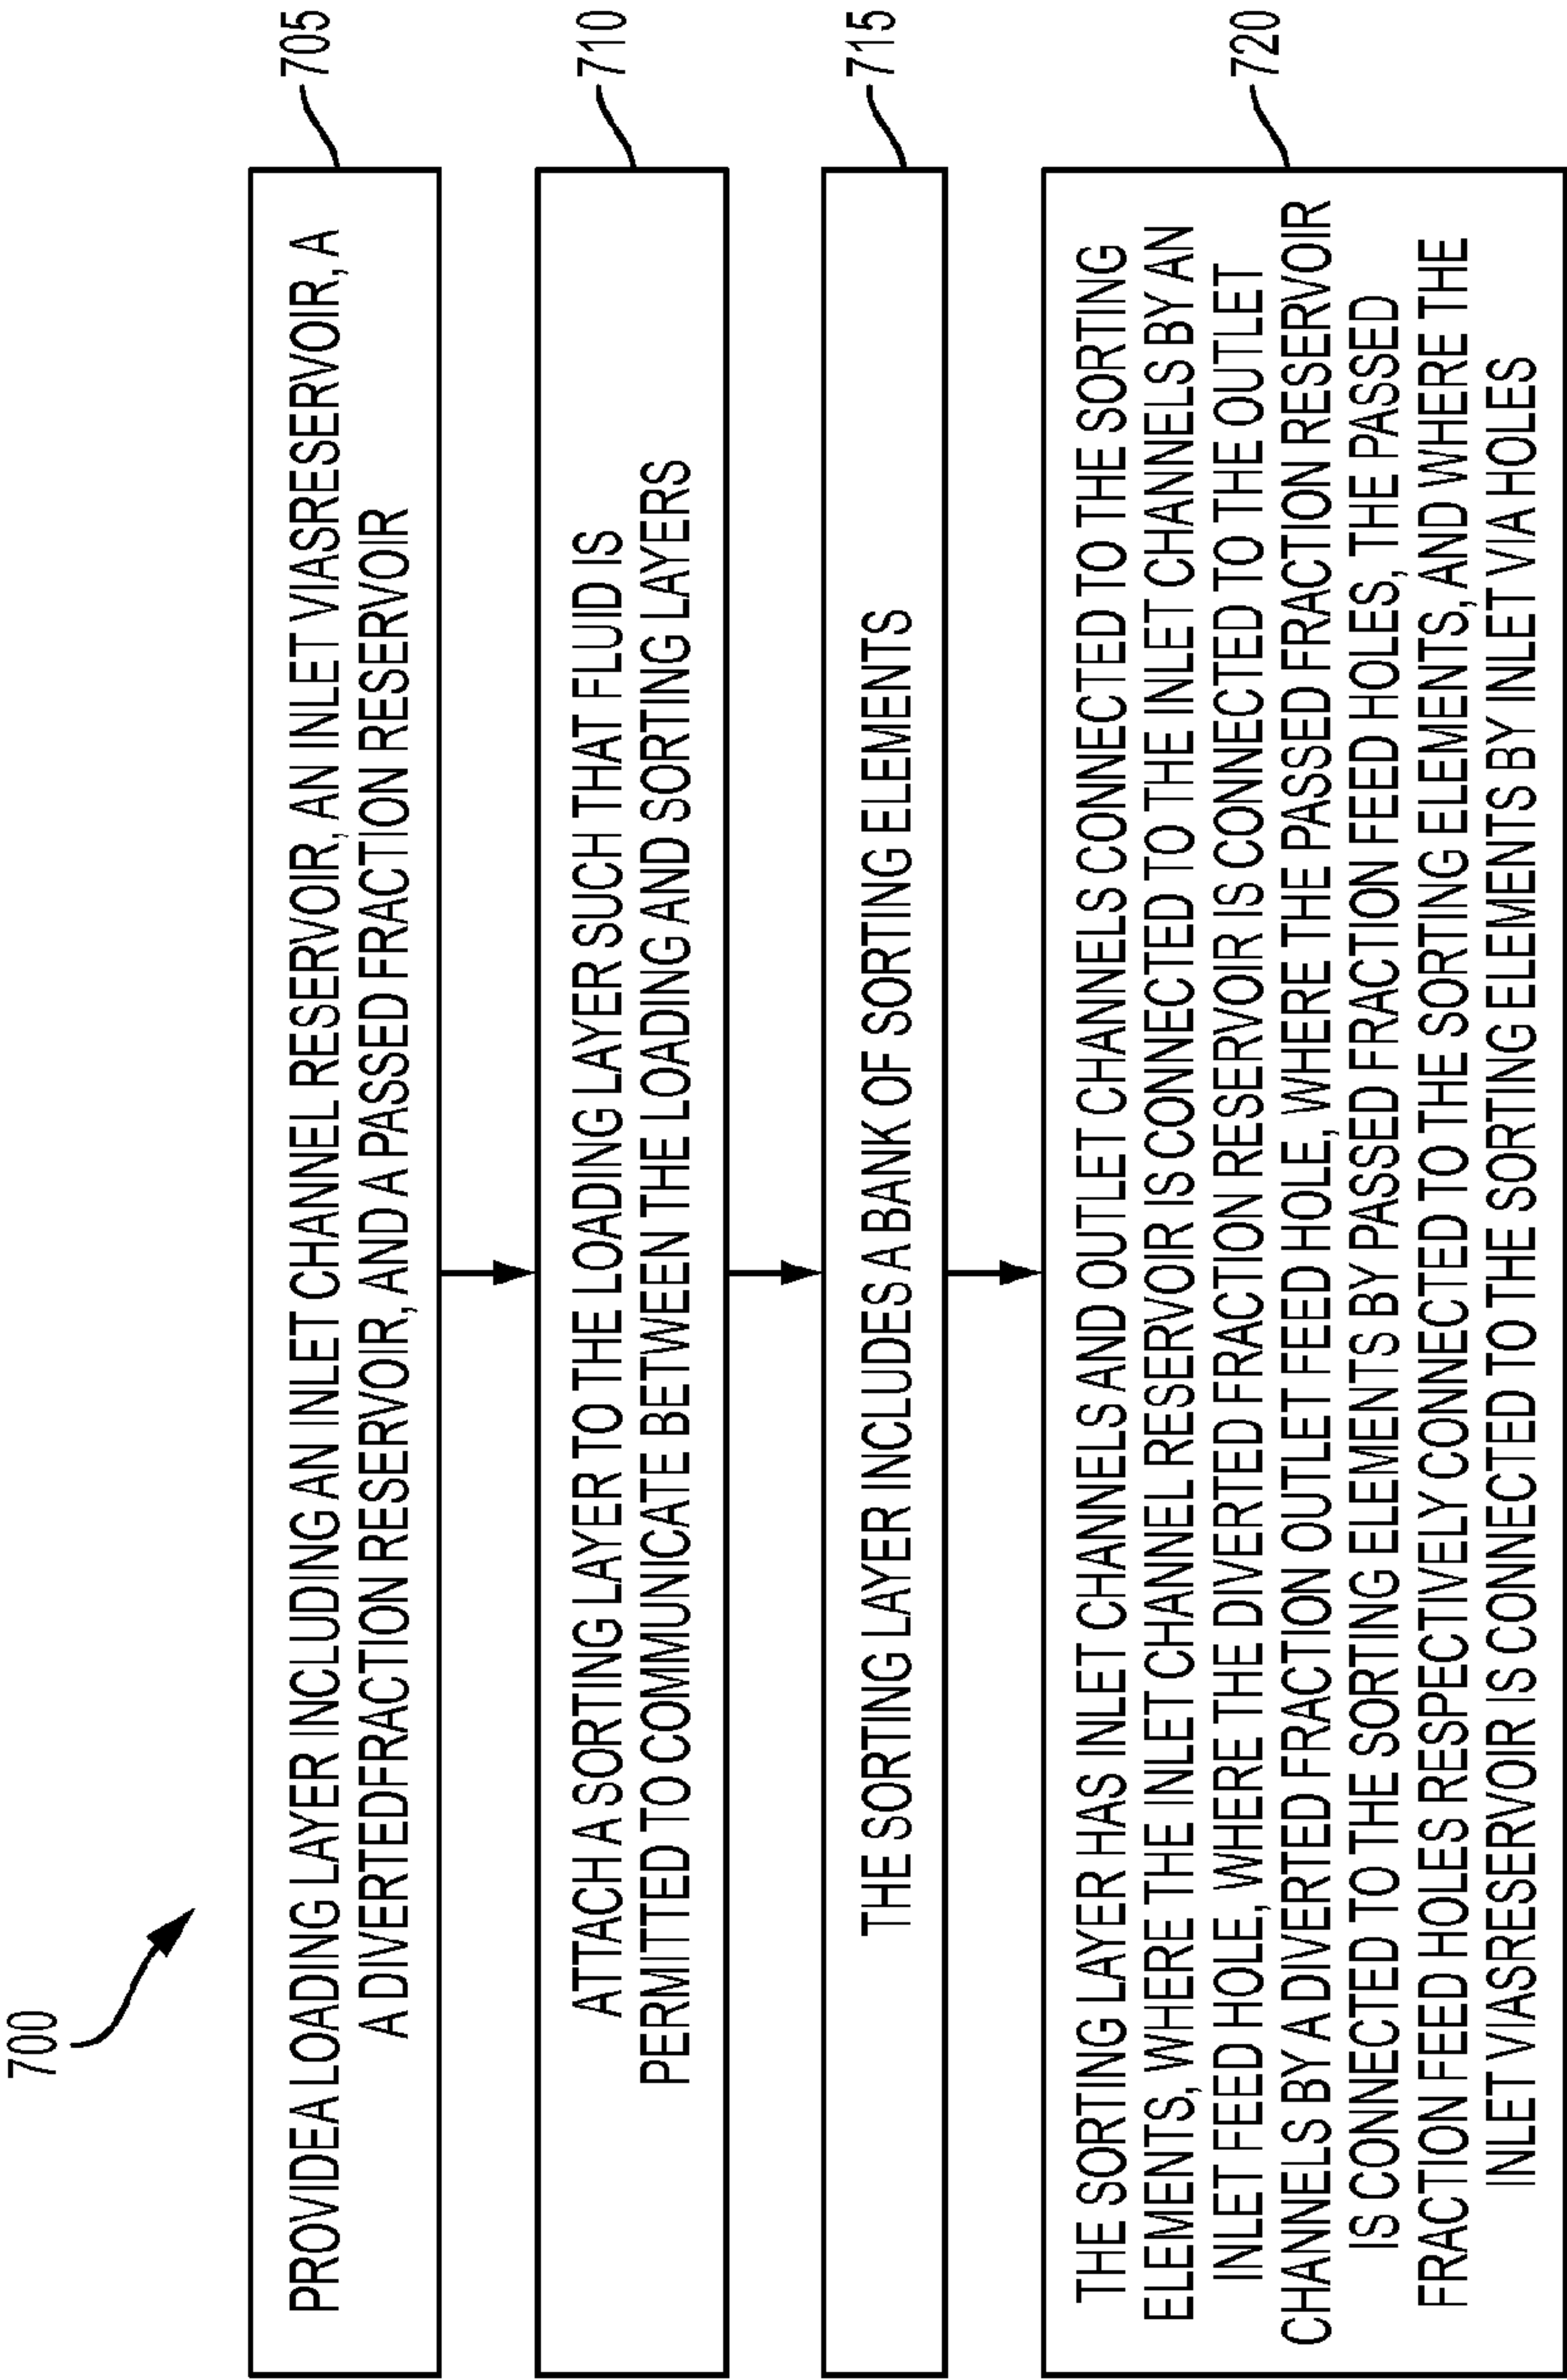 700
PROVIDE A LOADING LAYER INCLUDING AN INLET CHANNEL RESERVOIR, AN INLET VIASRESERVOIR, A
A DIVERTEDFRACTION RESERVOIR, AND A PASSED FRACTION RESERVOIR
705
ATTACH A SORTING LAYER TO THE LOADING LAYER SUCH THAT FLUID IS
PERMITTED TO COMMUNICATE BETWEEN THE LOADING AND SORTING LAYERS
710
THE SORTING LAYER INCLUDES A BANK OF SORTING ELEMENTS
715
THE SORTING LAYER HAS INLET CHANNELS AND OUTLET CHANNELS CONNECTED TO THE SORTING
ELEMENTS, WHERE THE INLET CHANNEL RESERVOIR IS CONNECTED TO THE INLET CHANNELS BY AN
INLET FEED HOLE, WHERE THE DIVERTED FRACTION RESERVOIR IS CONNECTED TO THE OUTLET
CHANNELS BY A DIVERTED FRACTION OUTLET FEED HOLE, WHERE THE PASSED FRACTION RESERVOIR
IS CONNECTED TO THE SORTING ELEMENTS BY PASSED FRACTION FEED HOLES, THE PASSED
FRACTION FEED HOLES RESPECTIVELY CONNECTED TO THE SORTING ELEMENTS, AND WHERE THE
INLET VIASRESERVOIR IS CONNECTED TO THE SORTING ELEMENTS BY INLET VIA HOLES
720